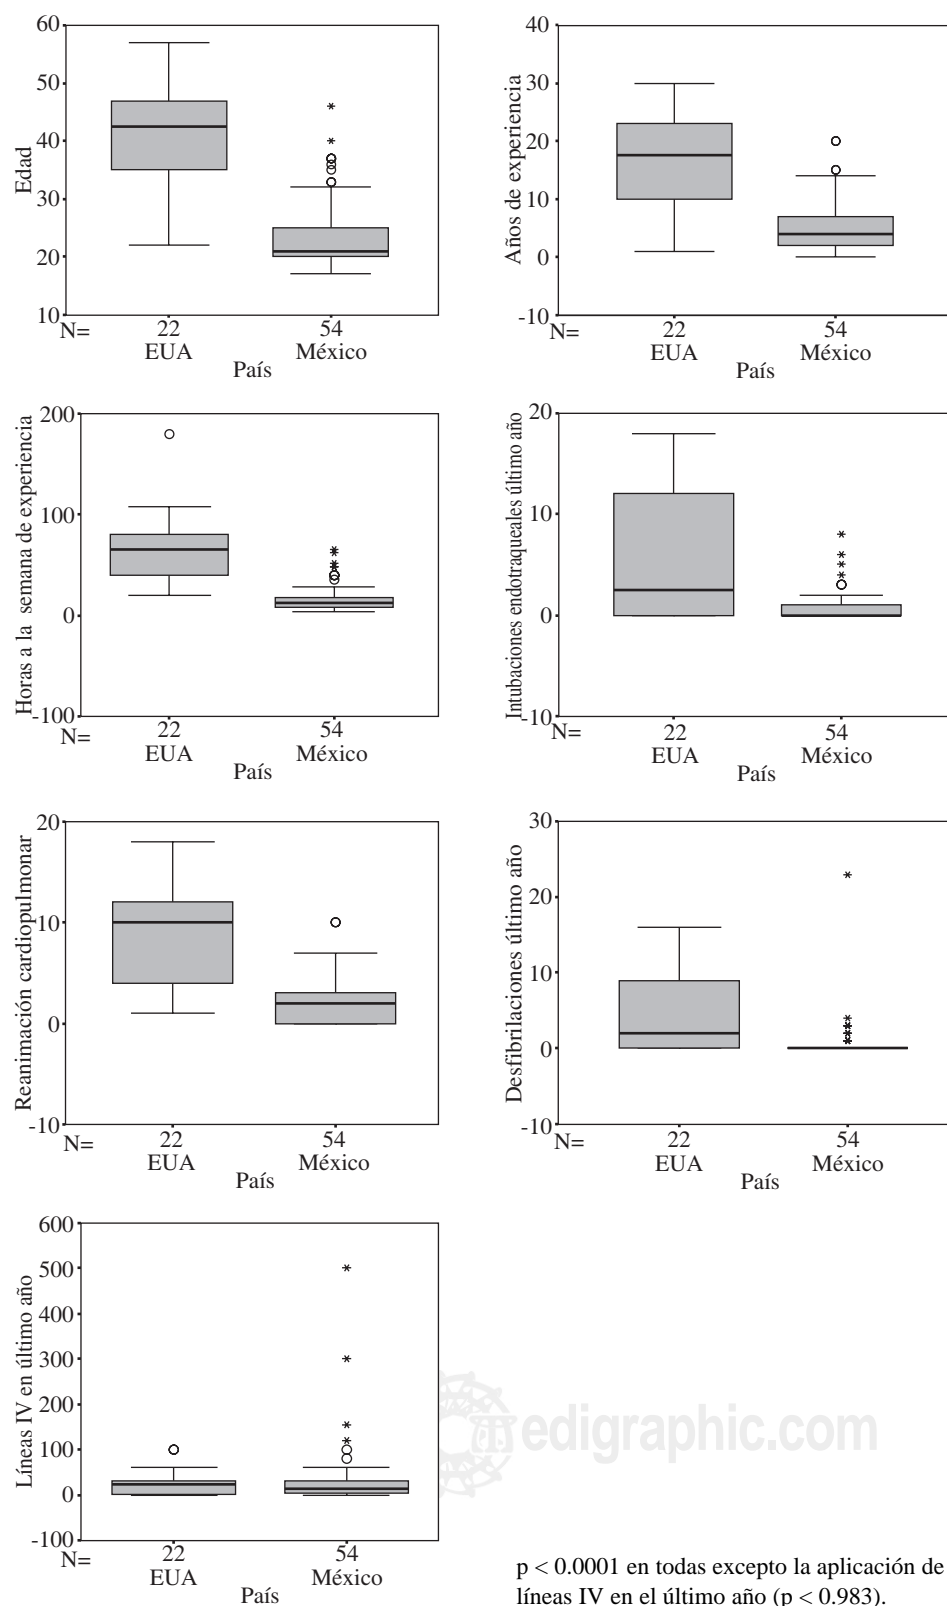 Edad
60
50
40
30
20
10
N=
22
54
EUA
México
País
Años de experiencia
40
30
20
10
0
-10
N=
22
54
EUA
México
País
Horas a la semana de experiencia
200
100
0
-100
N=
22
54
EUA
México
País
Intubaciones endotraqueales último año
20
10
0
-10
N=
22
54
EUA
México
País
Reanimación cardiopulmonar
20
10
0
-10
N=
22
54
EUA
México
País
Desfibrilaciones último año
30
20
10
0
-10
N=
22
54
EUA
México
País
Líneas IV en último año
600
500
400
300
200
100
0
-100
N=
22
54
EUA
México
País
medigraphic.com
p < 0.0001 en todas excepto la aplicación de
líneas IV en el último año (p < 0.983).